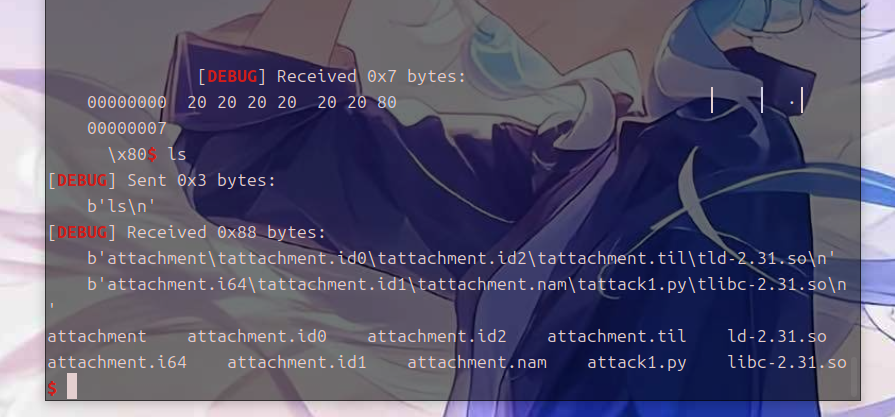 [DEBUG] Received 0x7 bytes:
00000000  20 20 20 20  20 20 80  |    |  ·|
00000007
\x80$ ls
[DEBUG] Sent 0x3 bytes:
b'ls\n'
[DEBUG] Received 0x88 bytes:
b'attachment\tattachment.id0\tattachment.id2\tattachment.til\tld-2.31.so\n'
b'attachment.i64\tattachment.id1\tattachment.nam\tattack1.py\tlibc-2.31.so\n
'
attachment    attachment.id0    attachment.id2    attachment.til    ld-2.31.so
attachment.i64    attachment.id1    attachment.nam    attack1.py    libc-2.31.so
$